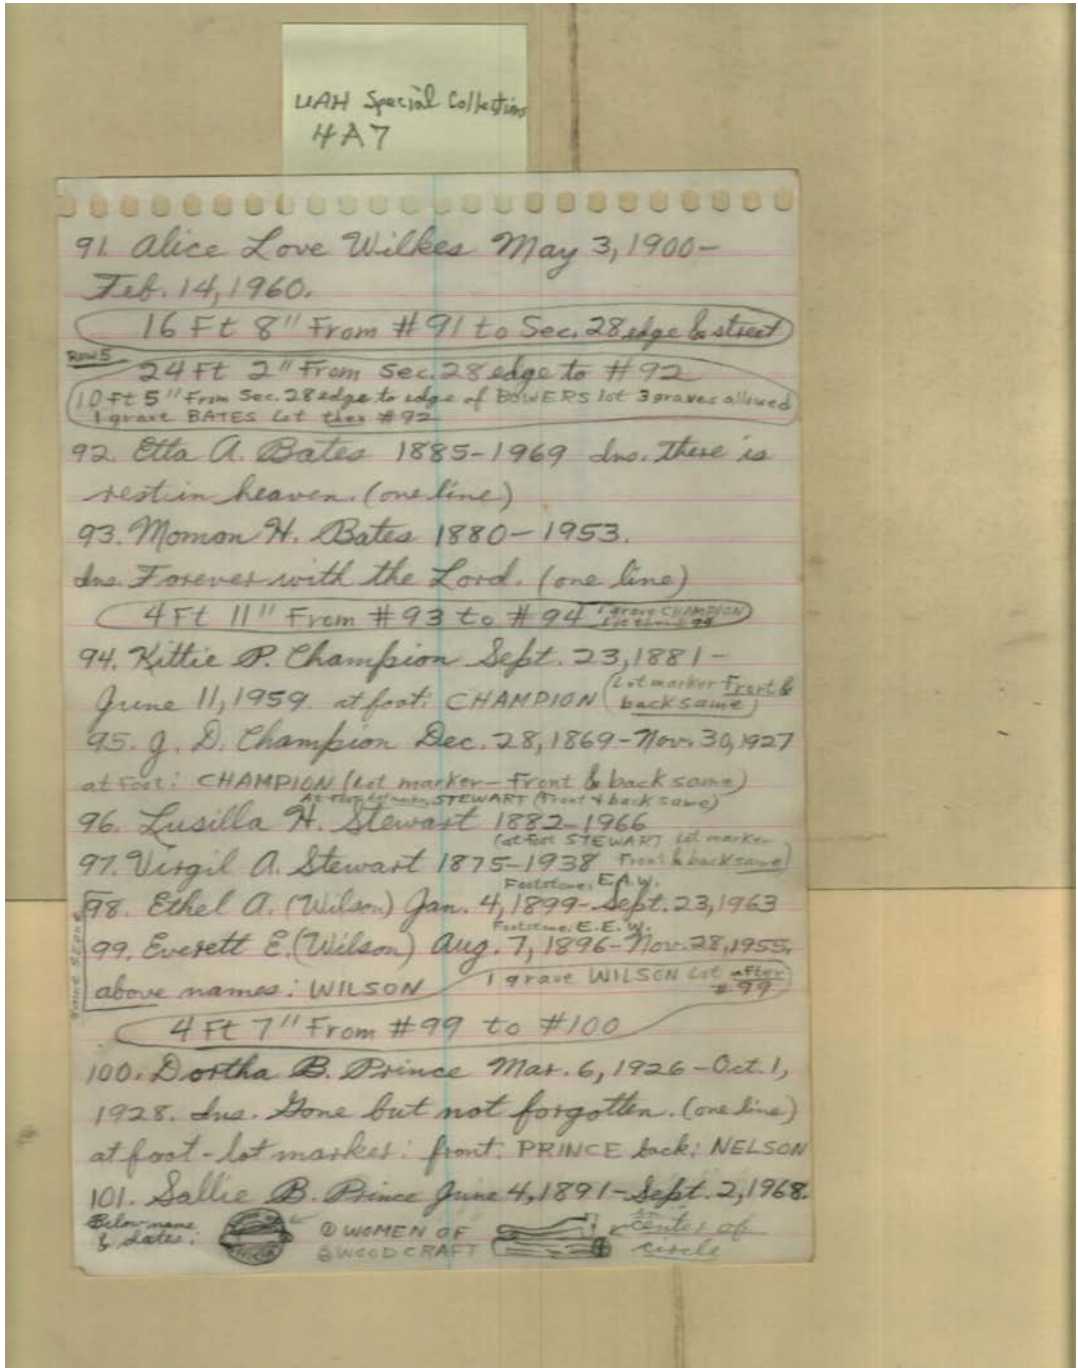 UAH Special Collections
4A7
91. Alice Love Wilkes May 3, 1900-
Feb. 14, 1960.
16 Ft 8" From #91 to Sec. 28 edge & street
Row 5
24 Ft 2" From Sec. 28 edge to #92
10 Ft 5" From Sec. 28 edge to edge of BOWERS lot 3 graves allowed
1 grave BATES Lot then #92
92. Etta A. Bates 1885-1969 Ins. There is
rest in heaven. (one line)
93. Momon H. Bates 1880-1953.
Ins. Forever with the Lord. (one line)
4 Ft 11" From #93 to #94 1 grave CHAMPION
94. Kittie P. Champion Sept. 23, 1881-
June 11, 1959. at foot: CHAMPION (Lot marker Front &
back same)
95. J. D. Champion Dec. 28, 1869-Nov. 30, 1927
at Foot: CHAMPION (Lot marker-Front & back same)
At foot STEWART (Front & back same)
96. Lusilla H. Stewart 1882-1966
(at foot STEWART Lot marker
97. Virgil A. Stewart 1875-1938 Front & back same)
Footstone: E.A.W.
98. Ethel A. (Wilson) Jan. 4, 1899-Sept. 23, 1963
Footstone: E.E.W.
99. Everett E. (Wilson) Aug. 7, 1896-Nov. 28, 1955.
Same Stone
above names: WILSON 1 grave WILSON Lot after
#99
4 Ft 7" From #99 to #100
100. Dortha B. Prince Mar. 6, 1926-Oct. 1,
1928. Ins. Gone but not forgotten. (one line)
at foot-lot marker: front: PRINCE back: NELSON
101. Sallie B. Prince June 4, 1891-Sept. 2, 1968.
Below name
& dates:
① WOMEN OF
② WOODCRAFT
in
center of
circle